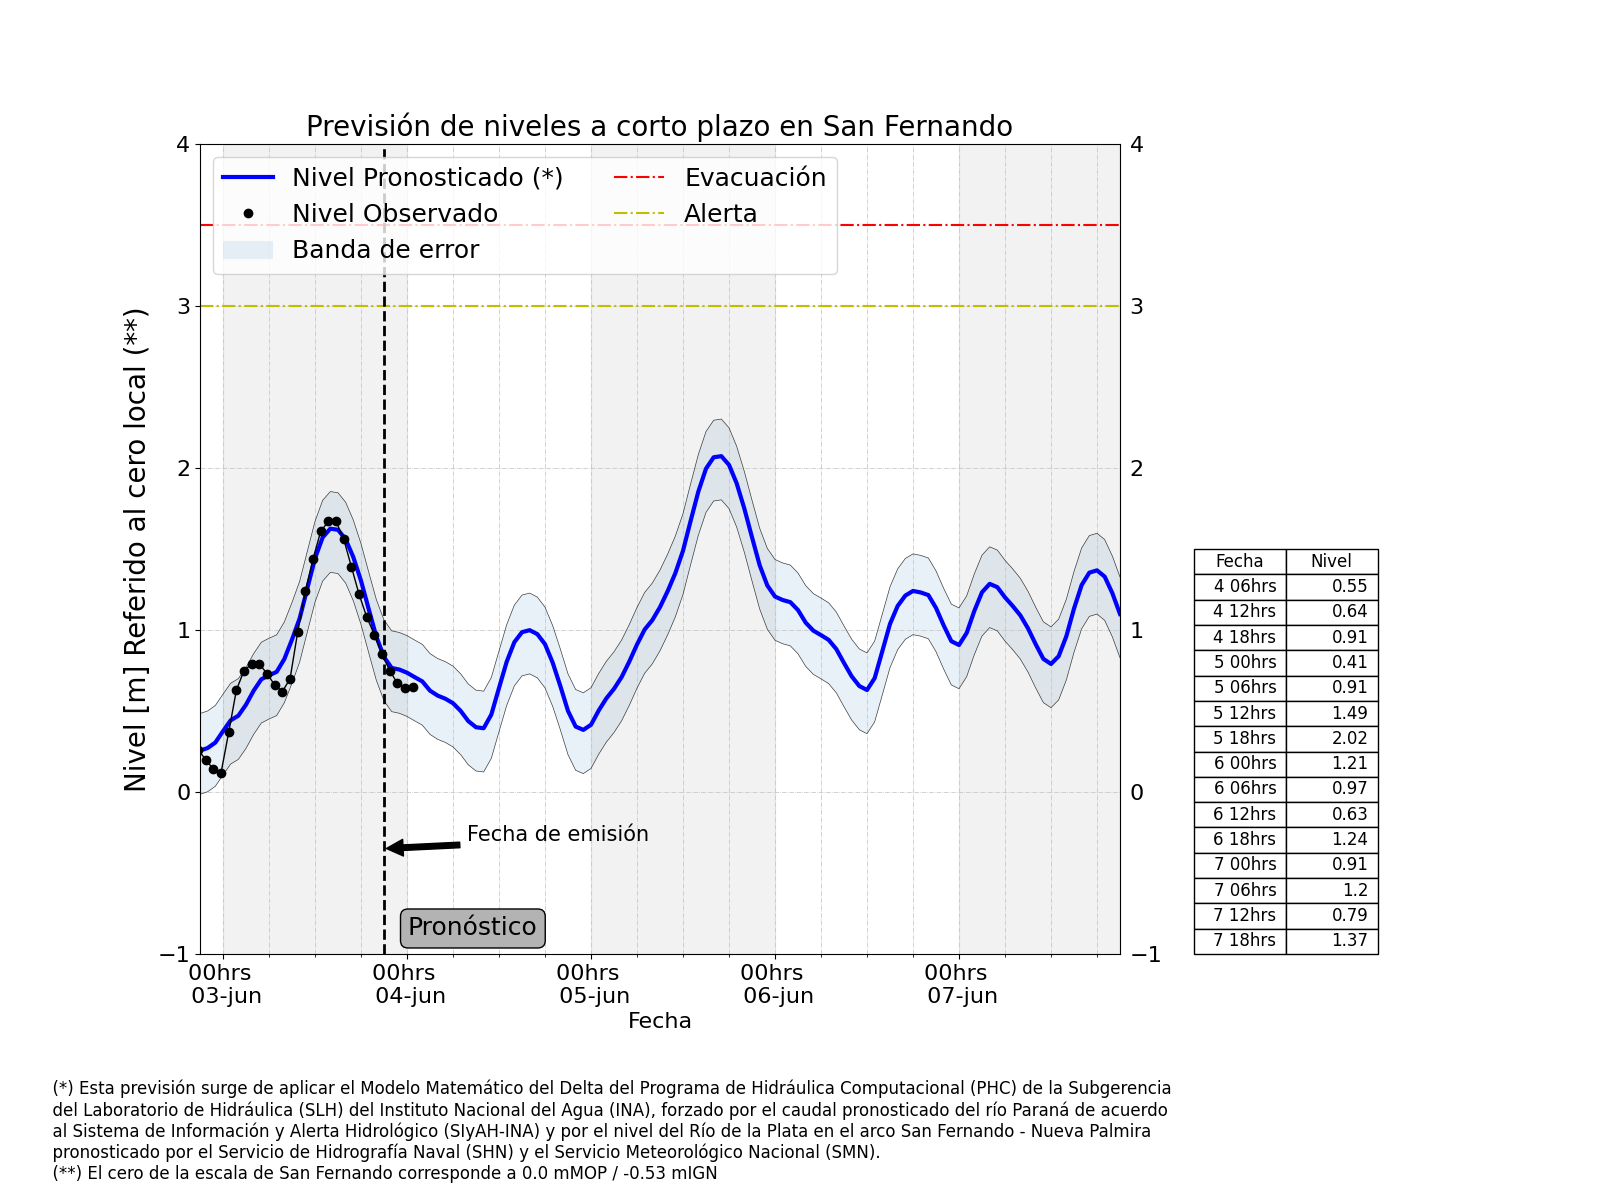 Previsión de niveles a corto plazo en San Fernando
Nivel Pronosticado (*)
Nivel Observado
Banda de error
Evacuación
Alerta
Nivel [m] Referido al cero local (**)
4
3
2
1
0
−1
4
3
2
1
0
−1
Fecha de emisión
Pronóstico
00hrs
03-jun
00hrs
04-jun
00hrs
05-jun
00hrs
06-jun
00hrs
07-jun
Fecha
Fecha Nivel
4 06hrs 0.55
4 12hrs 0.64
4 18hrs 0.91
5 00hrs 0.41
5 06hrs 0.91
5 12hrs 1.49
5 18hrs 2.02
6 00hrs 1.21
6 06hrs 0.97
6 12hrs 0.63
6 18hrs 1.24
7 00hrs 0.91
7 06hrs 1.2
7 12hrs 0.79
7 18hrs 1.37
(*) Esta previsión surge de aplicar el Modelo Matemático del Delta del Programa de Hidráulica Computacional (PHC) de la Subgerencia
del Laboratorio de Hidráulica (SLH) del Instituto Nacional del Agua (INA), forzado por el caudal pronosticado del río Paraná de acuerdo
al Sistema de Información y Alerta Hidrológico (SIyAH-INA) y por el nivel del Río de la Plata en el arco San Fernando - Nueva Palmira
pronosticado por el Servicio de Hidrografía Naval (SHN) y el Servicio Meteorológico Nacional (SMN).
(**) El cero de la escala de San Fernando corresponde a 0.0 mMOP / -0.53 mIGN